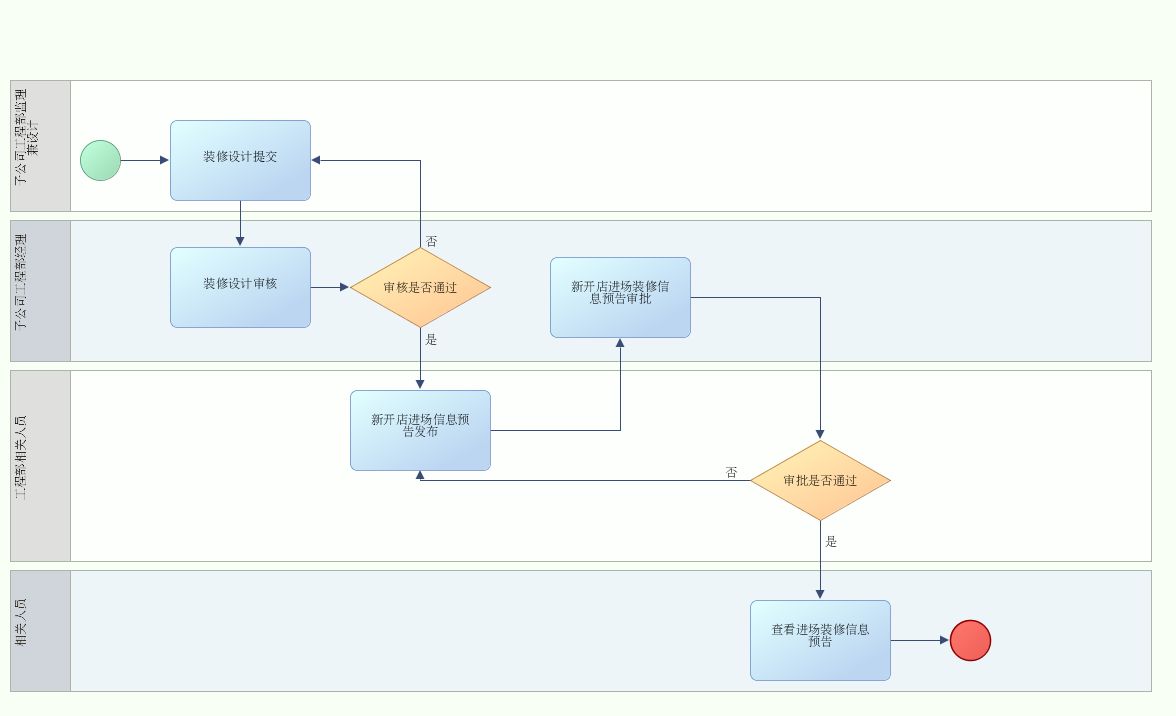 子公司工程部监理
兼设计
装修设计提交
子公司工程部经理
装修设计审核
否
审核是否通过
是
新开店进场装修信
息预告审批
工程部相关人员
新开店进场信息预
告发布
否
审批是否通过
是
相关人员
查看进场装修信息
预告